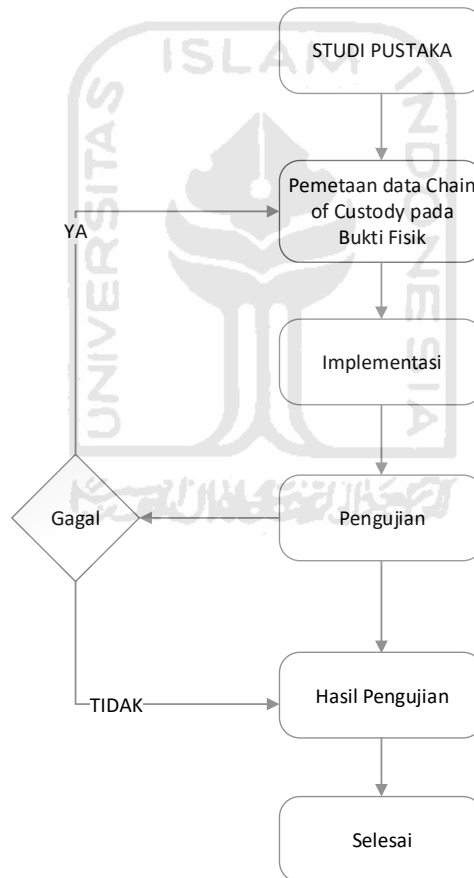 STUDI PUSTAKA
Pemetaan data Chain
of Custody pada
Bukti Fisik
YA
Implementasi
Gagal
Pengujian
TIDAK
Hasil Pengujian
Selesai
UNIVERSITAS
ISLAM
INDONESIA